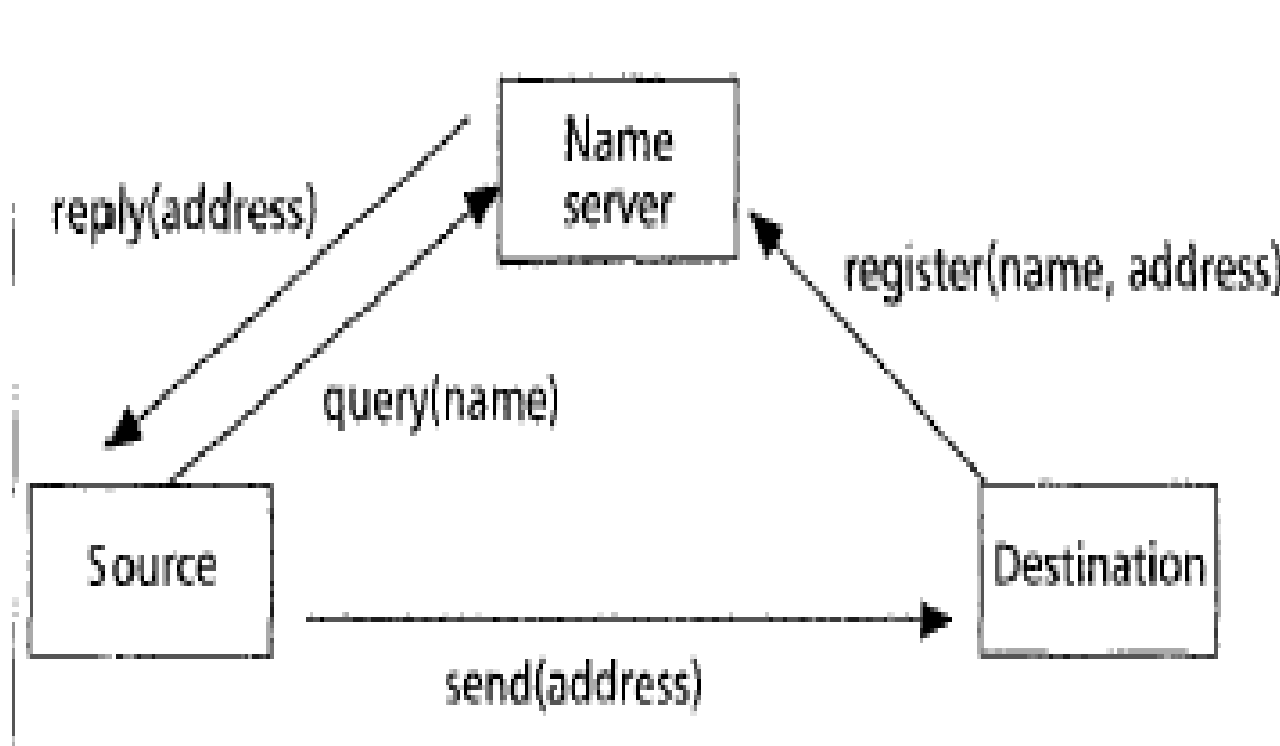 Name
server
reply(address)
register(name, address)
query(name)
Source
Destination
send(address)